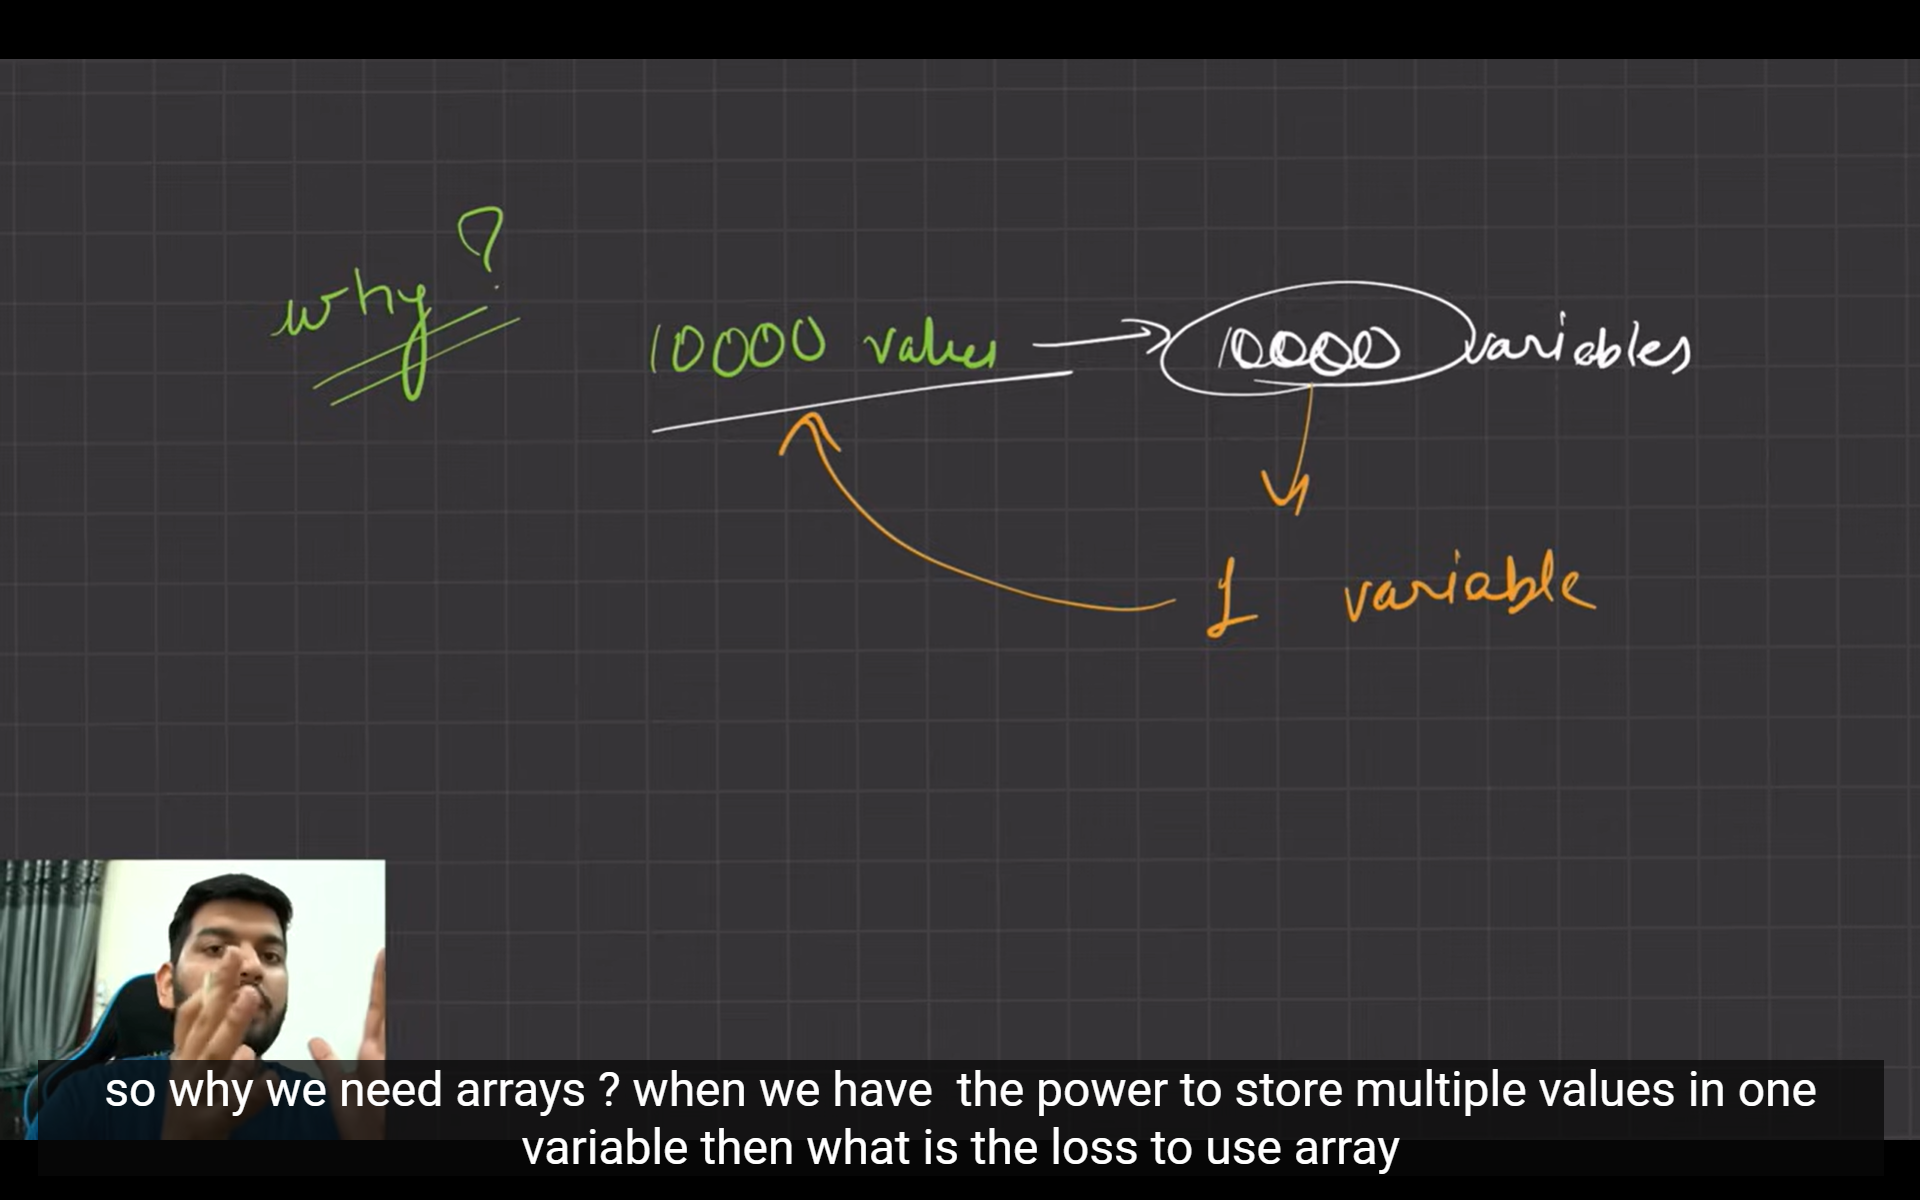 why ?
10000 values → 10000 variables
1 variable
so why we need arrays ? when we have the power to store multiple values in one
variable then what is the loss to use array